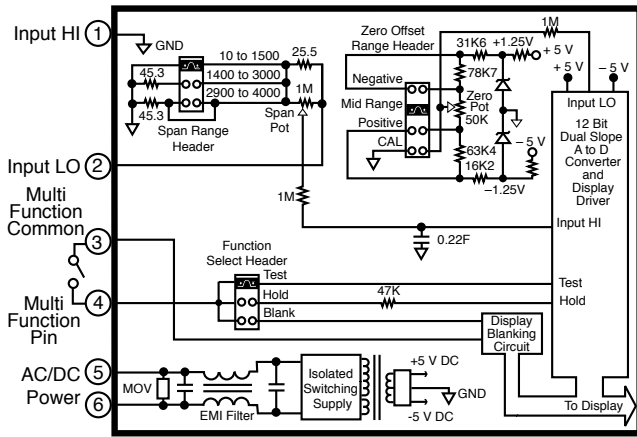 Input HI 1
GND
10 to 1500
25.5
45.3
1400 to 3000
1M
2900 to 4000
45.3
Span Range
Header
Span
Pot
Input LO 2
1M
0.22F
Zero Offset
Range Header
31K6
+1.25V
+ 5 V
78K7
Negative
Mid Range
Positive
CAL
Zero
Pot
50K
63K4
16K2
–1.25V
– 5 V
1M
+ 5 V
– 5 V
Input LO
12 Bit
Dual Slope
A to D
Converter
and
Display
Driver
Input HI
Test
Hold
Multi
Function
Common
3
4
Multi
Function
Pin
Function
Select Header
Test
Hold
Blank
47K
Display
Blanking
Circuit
AC/DC
Power
5
6
MOV
EMI Filter
Isolated
Switching
Supply
+5 V DC
GND
-5 V DC
To Display